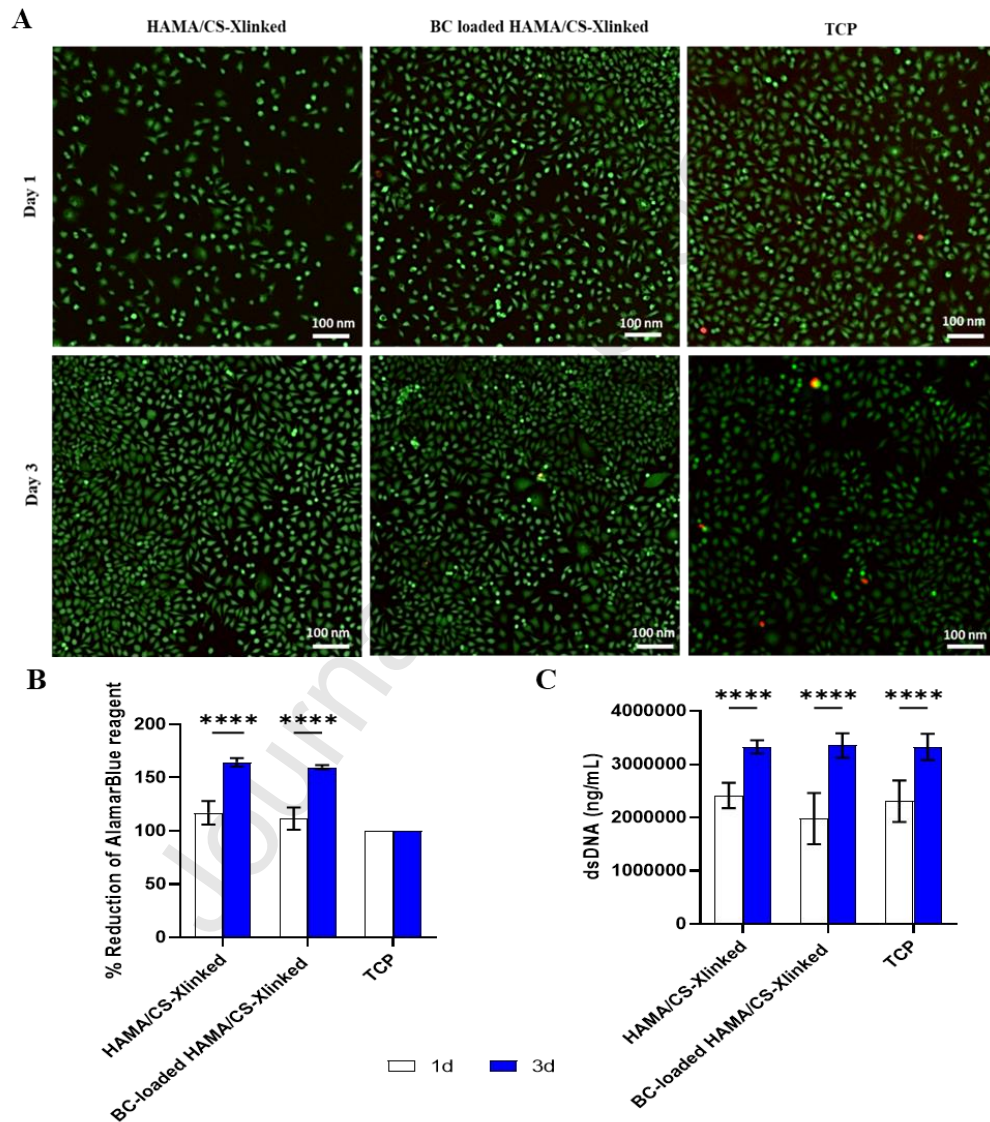 A
HAMA/CS-Xlinked
BC loaded HAMA/CS-Xlinked
TCP
Day 1
100 nm
100 nm
100 nm
Day 3
100 nm
100 nm
100 nm
Journa
B
% Reduction of AlamarBlue reagent
200
150
100
50
0
****
****
HAMA/CS-Xlinked
BC-loaded HAMA/CS-Xlinked
TCP
C
dsDNA (ng/mL)
4000000
3000000
2000000
1000000
0
****
****
****
HAMA/CS-Xlinked
BC-loaded HAMA/CS-Xlinked
TCP
1d
3d